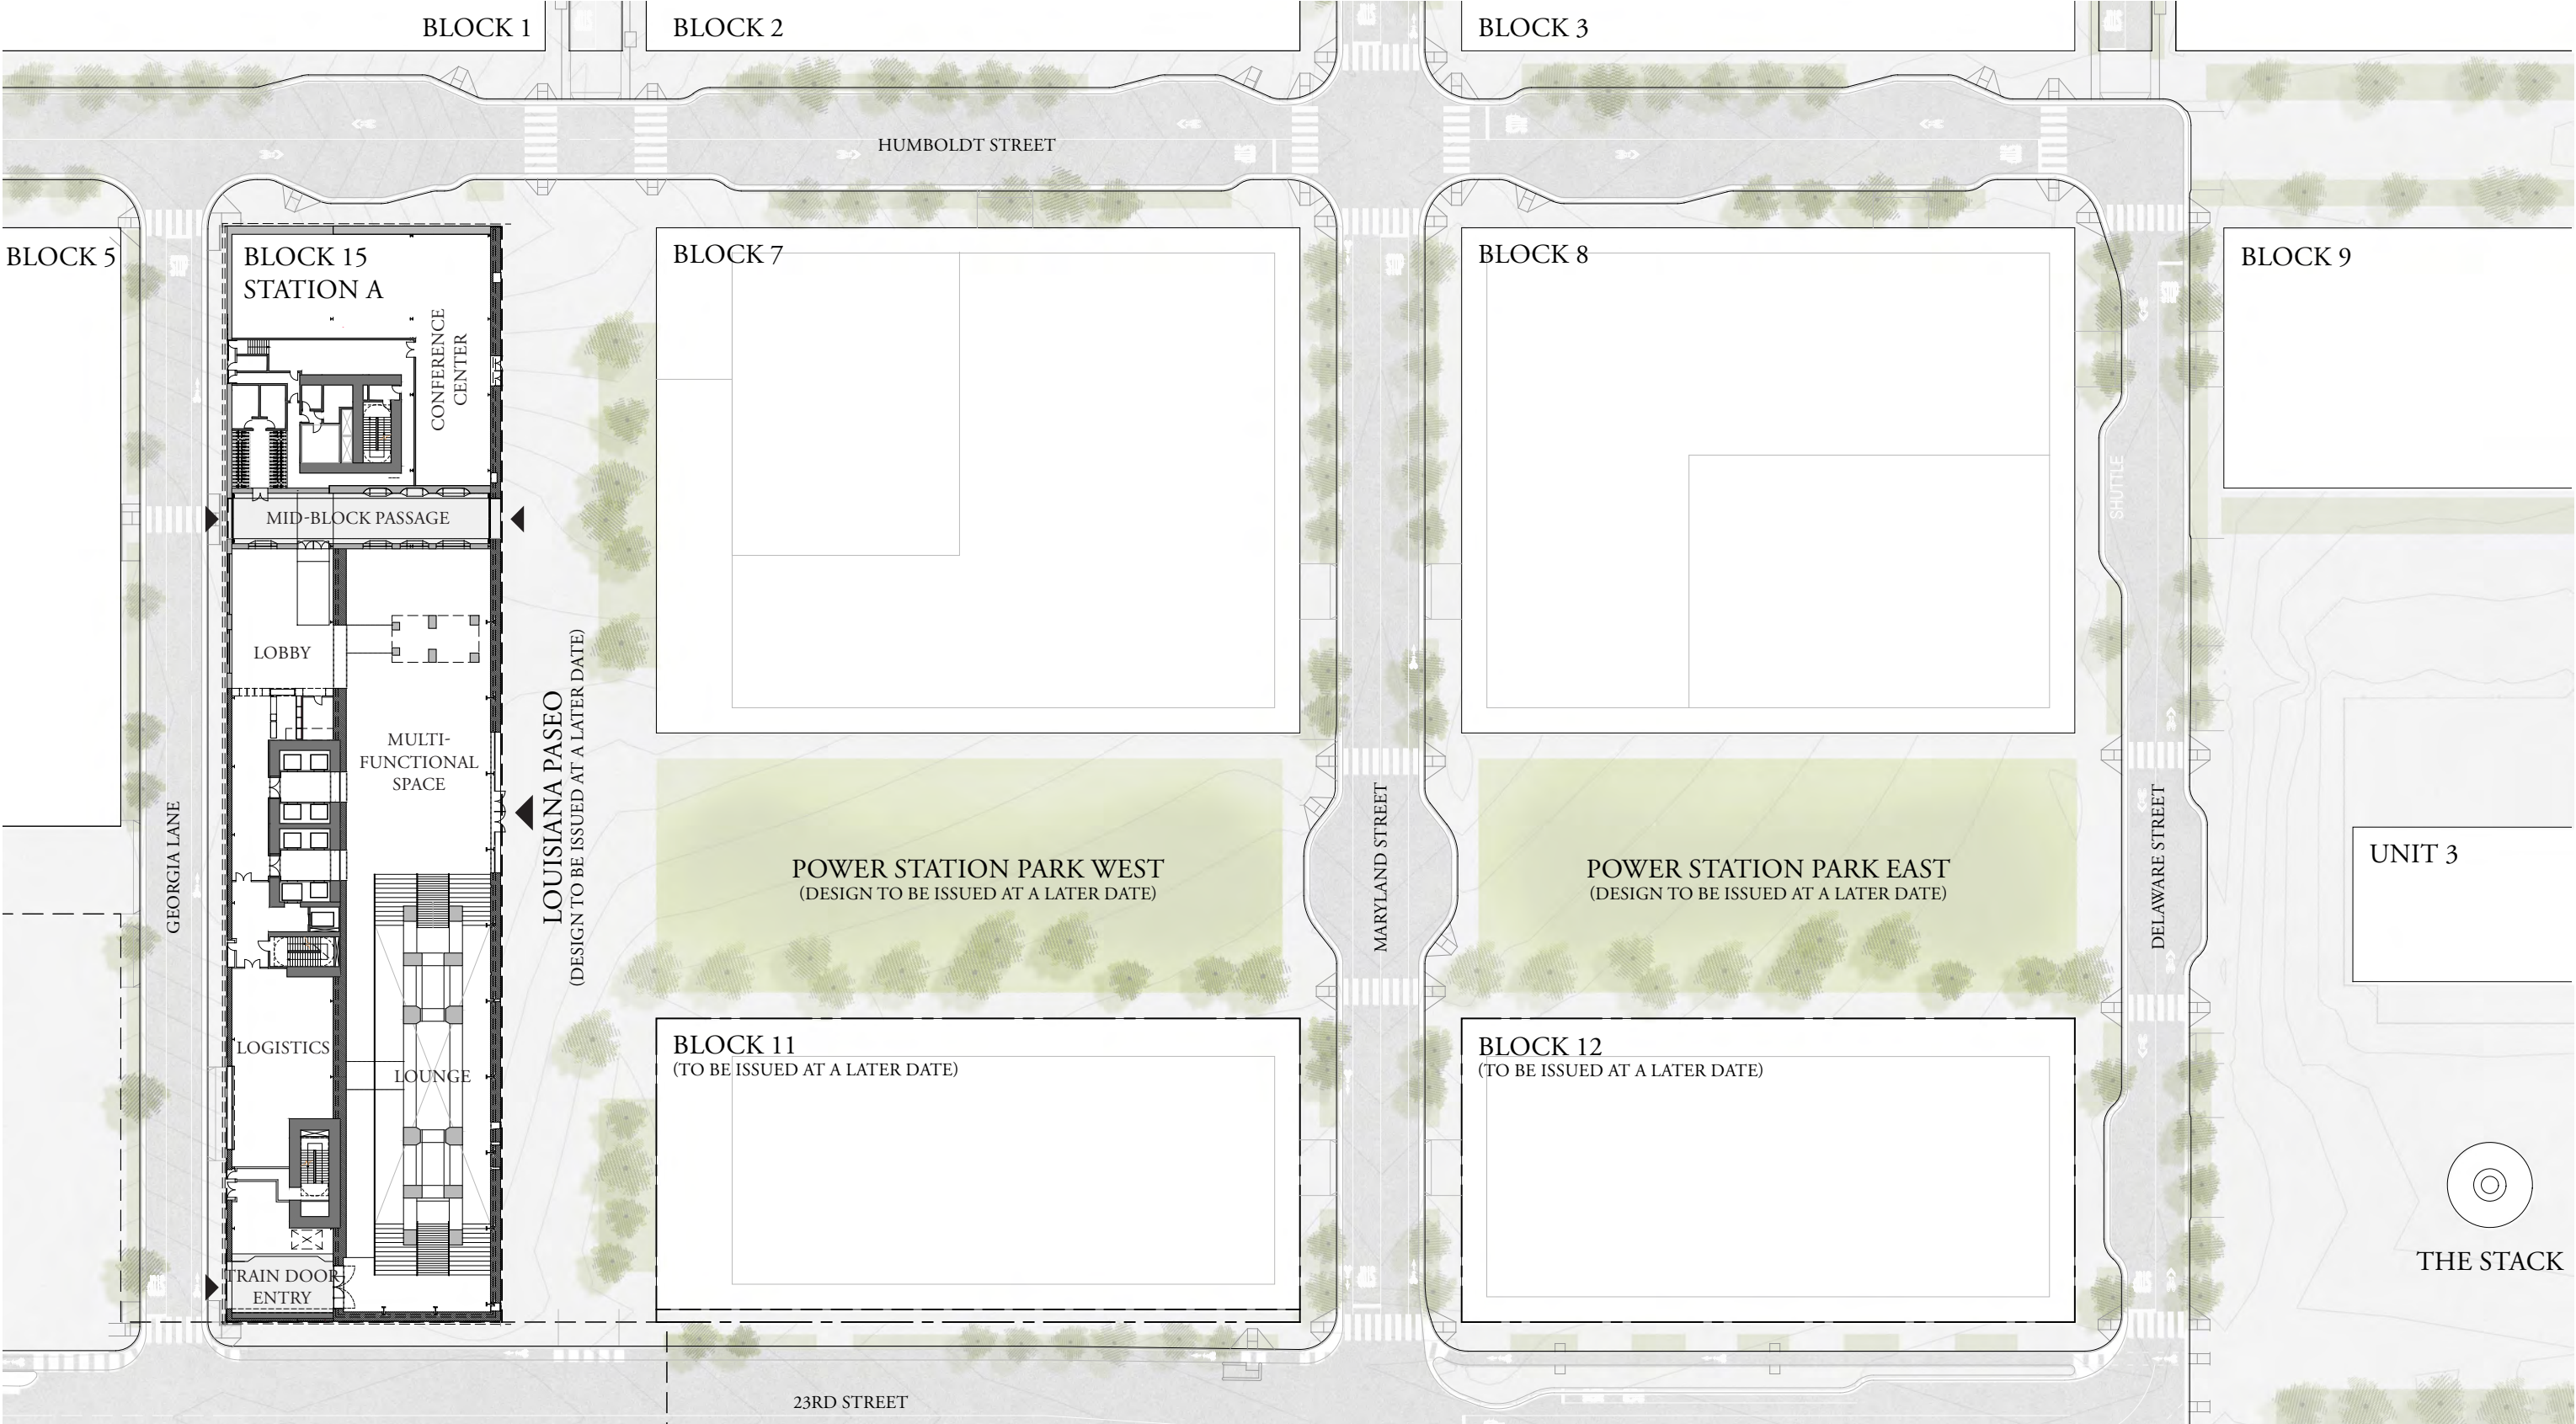 BLOCK 1
BLOCK 2
BLOCK 3
HUMBOLDT STREET
BLOCK 5
BLOCK 15
STATION A
CONFERENCE
CENTER
BLOCK 7
BLOCK 8
BLOCK 9
STOP
STOP
SHUTTLE
MID-BLOCK PASSAGE
LOBBY
MULTI-
FUNCTIONAL
SPACE
GEORGIA LANE
LOUISIANA PASEO
(DESIGN TO BE ISSUED AT A LATER DATE)
POWER STATION PARK WEST
(DESIGN TO BE ISSUED AT A LATER DATE)
MARYLAND STREET
POWER STATION PARK EAST
(DESIGN TO BE ISSUED AT A LATER DATE)
DELAWARE STREET
UNIT 3
LOGISTICS
LOUNGE
BLOCK 11
(TO BE ISSUED AT A LATER DATE)
BLOCK 12
(TO BE ISSUED AT A LATER DATE)
THE STACK
TRAIN DOOR
ENTRY
23RD STREET